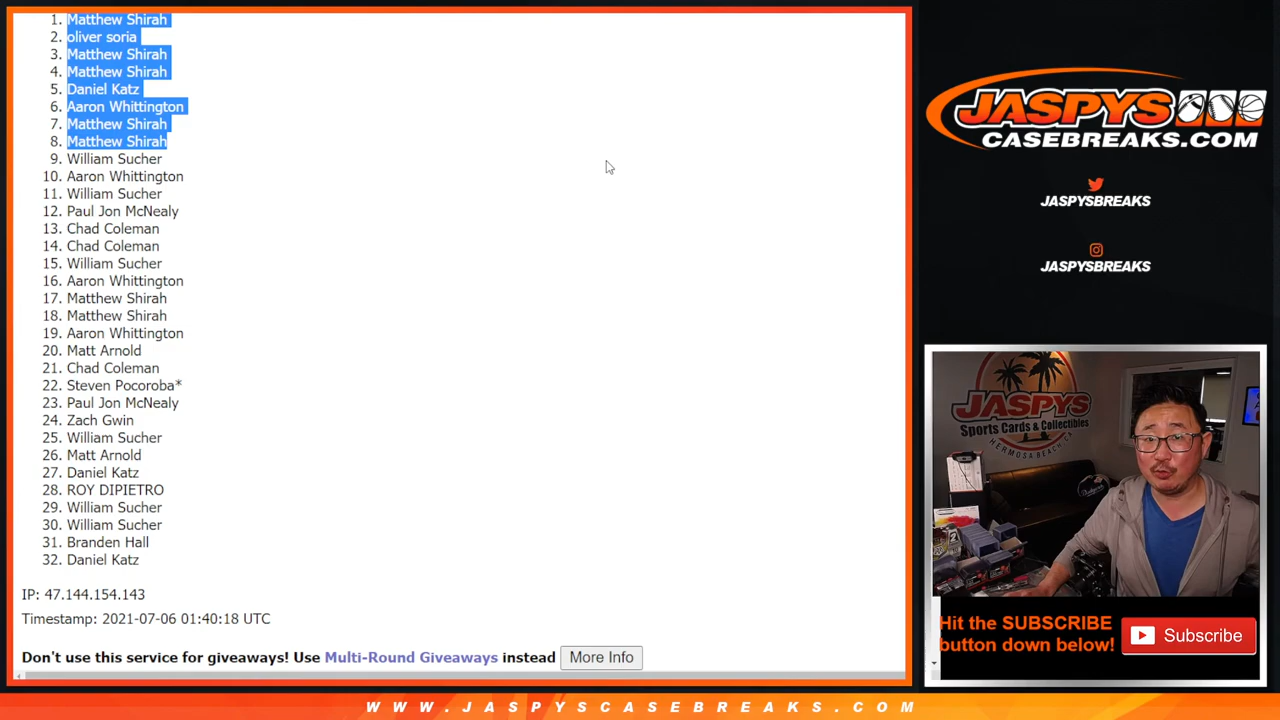 1. Matthew Shirah
2. oliver soria
3. Matthew Shirah
4. Matthew Shirah
5. Daniel Katz
6. Aaron Whittington
7. Matthew Shirah
8. Matthew Shirah
9. William Sucher
10. Aaron Whittington
11. William Sucher
12. Paul Jon McNealy
13. Chad Coleman
14. Chad Coleman
15. William Sucher
16. Aaron Whittington
17. Matthew Shirah
18. Matthew Shirah
19. Aaron Whittington
20. Matt Arnold
21. Chad Coleman
22. Steven Pocoroba*
23. Paul Jon McNealy
24. Zach Gwin
25. William Sucher
26. Matt Arnold
27. Daniel Katz
28. ROY DIPIETRO
29. William Sucher
30. William Sucher
31. Branden Hall
32. Daniel Katz
IP: 47.144.154.143
Timestamp: 2021-07-06 01:40:18 UTC
Don't use this service for giveaways! Use Multi-Round Giveaways instead More Info
JASPYS
CASEBREAKS.COM
JASPYSBREAKS
JASPYSBREAKS
JASPYS
Sports Cards & Collectibles
HERMOSA BEACH CA
Hit the SUBSCRIBE
button down below!
Subscribe
WWW.JASPYSCASEBREAKS.COM